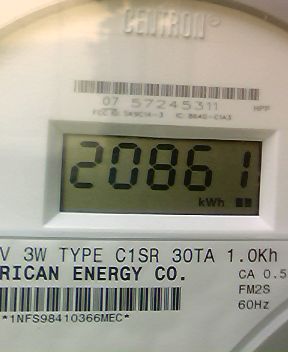 CENTRON®
07 57245311
20861
kWh
V 3W TYPE C1SR 30TA 1.0Kh
RICAN ENERGY CO.
CA 0.5
FM2S
60Hz
*1NFS98410366MEC*